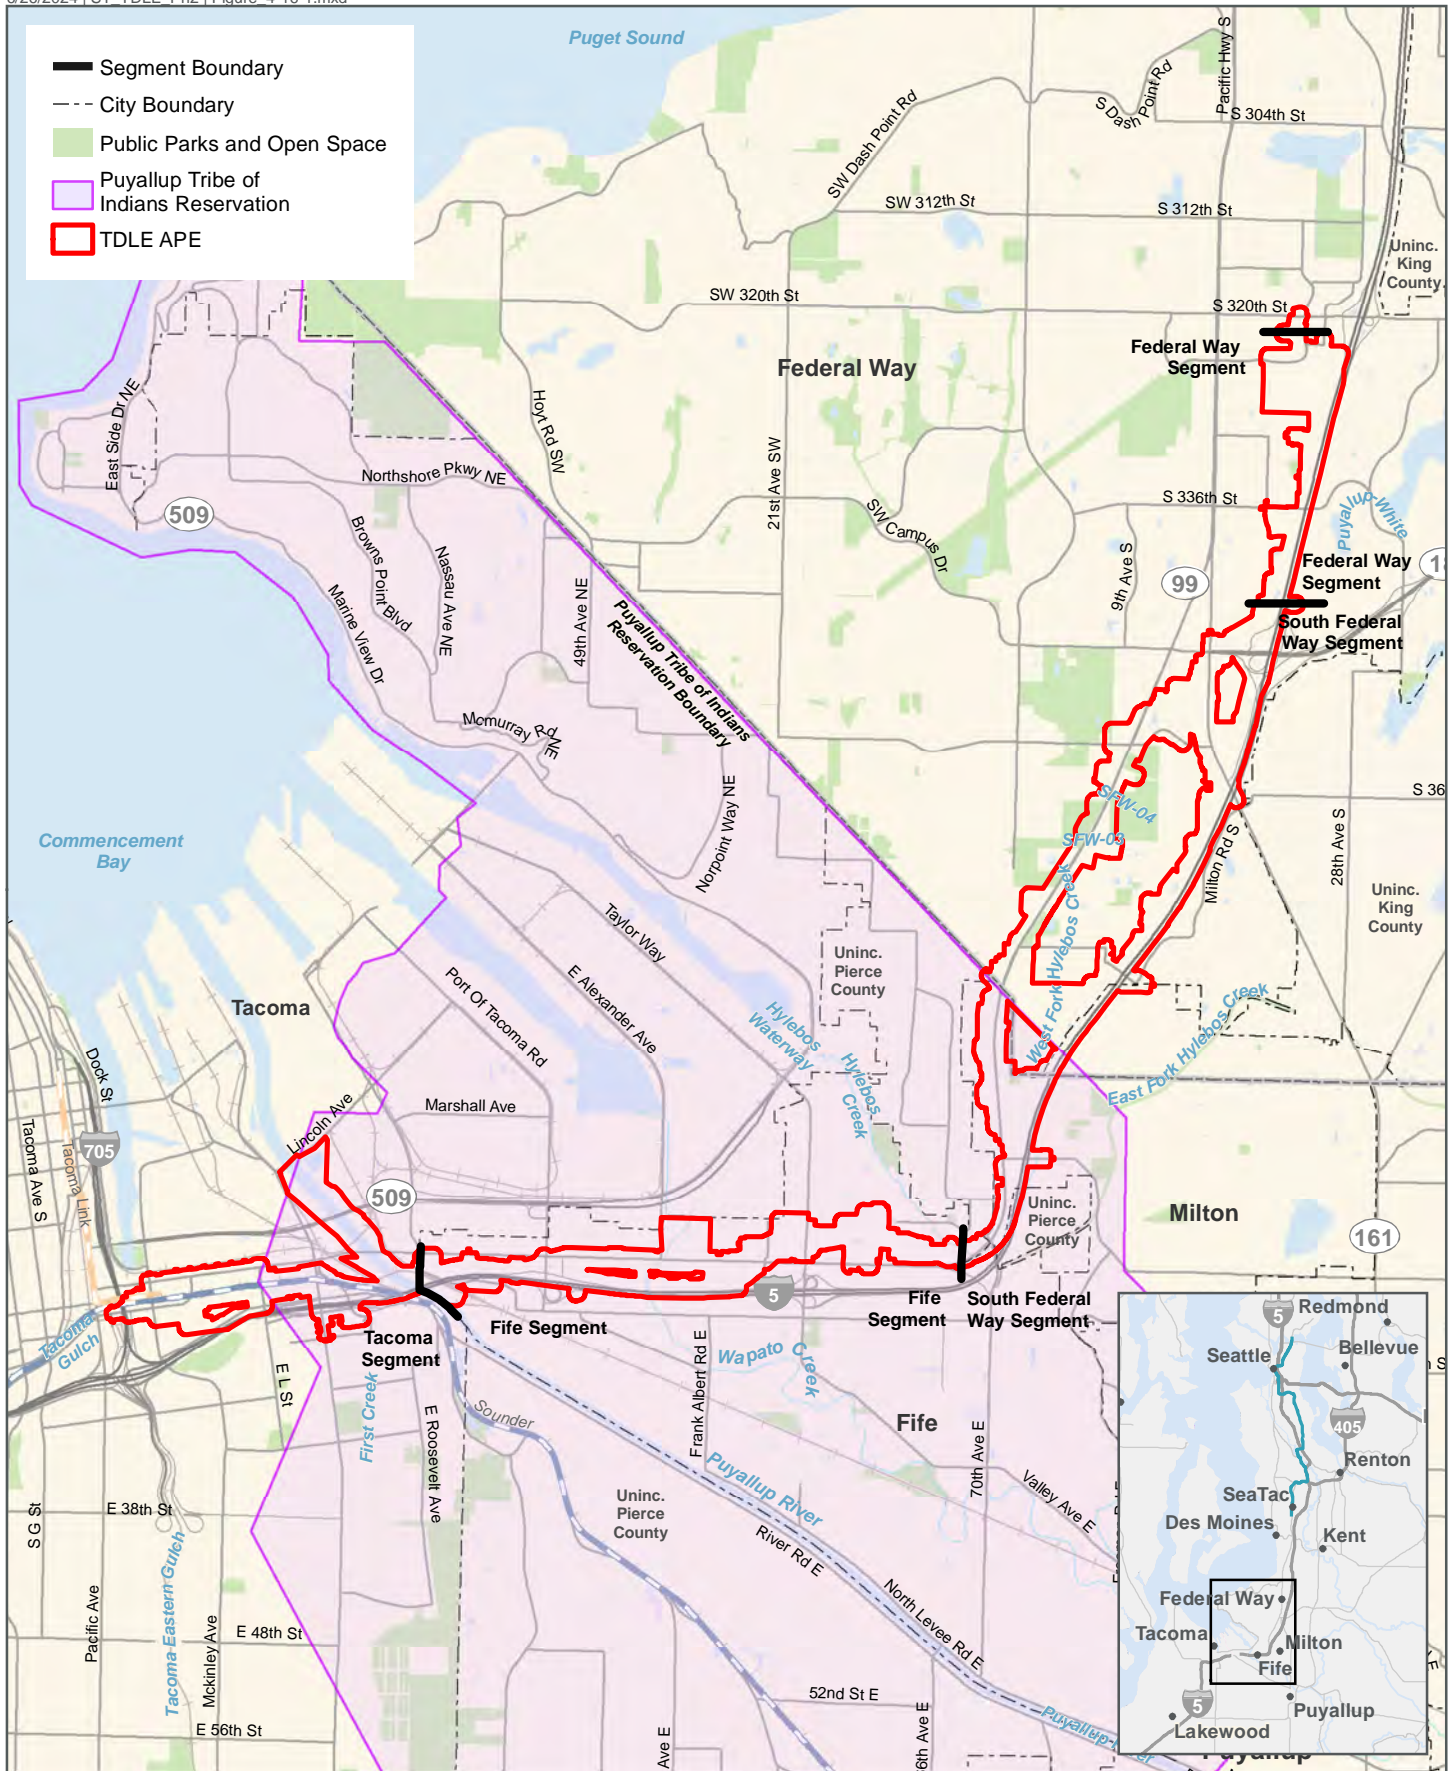 Segment Boundary
City Boundary
Public Parks and Open Space
Puyallup Tribe of
Indians Reservation
TDLE APE
Puget Sound
SW Dash Point Rd
S Dash Point Rd
Pacific Hwy S
S 304th St
SW 312th St
S 312th St
Uninc.
King
County
SW 320th St
S 320th St
Federal Way
Segment
Federal Way
East Side Dr NE
Hoyt Rd SW
21st Ave SW
Northshore Pkwy NE
509
S 336th St
Puyallup-White
SW Campus Dr
Browns Point Blvd
Nassau Ave NE
9th Ave S
99
Federal Way
Segment
South Federal
Way Segment
Marine View Dr
49th Ave NE
Puyallup Tribe of Indians
Reservation Boundary
Mcmurray Rd
NE
Norpoint Way NE
SFW-04
SFW-03
S 36
Milton Rd S
28th Ave S
Commencement
Bay
Uninc.
King
County
Taylor Way
Uninc.
Pierce
County
E Alexander Ave
Port Of Tacoma Rd
Tacoma
Hylebos
Waterway
Hylebos
Creek
West Fork Hylebos Creek
East Fork Hylebos Creek
Dock St
Lincoln Ave
Marshall Ave
Tacoma Ave S
Tacoma Link
705
509
Uninc.
Pierce
County
Milton
161
5
Tacoma
Gulch
Tacoma
Segment
Fife Segment
Fife
Segment
South Federal
Way Segment
E L St
First Creek
E Roosevelt Ave
Sounder
Frank Albert Rd E
Wapato Creek
Fife
70th Ave E
Valley Ave E
Puyallup River
River Rd E
North Levee Rd E
Uninc.
Pierce
County
S G St
E 38th St
Tacoma-Eastern Gulch
Pacific Ave
Mckinley Ave
E 48th St
E 56th St
52nd St E
Ave E
Puyallup
5
Redmond
Seattle
Bellevue
405
Renton
SeaTac
Des Moines
Kent
Federal Way
Tacoma
Milton
Fife
5
Puyallup
Lakewood